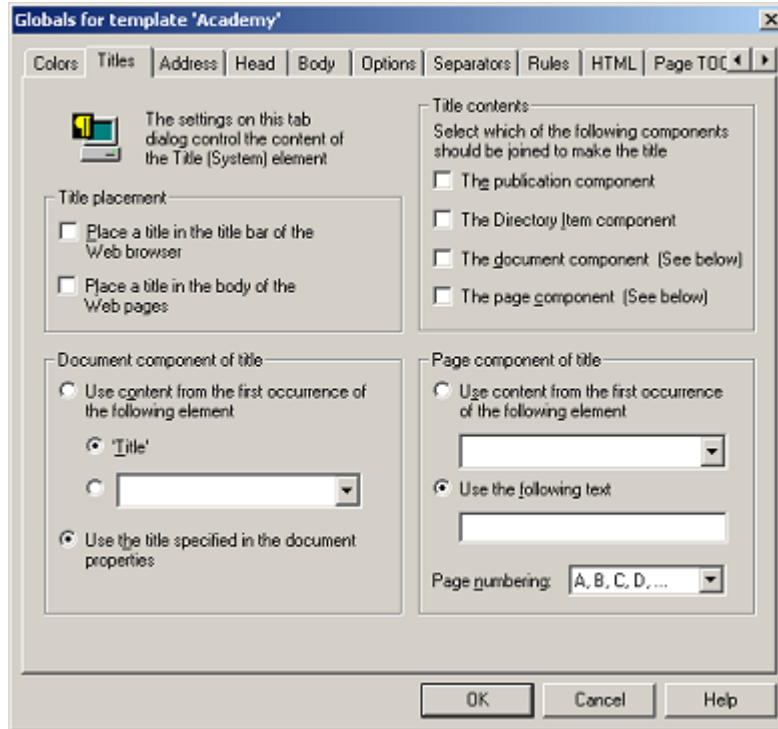 Globals for template 'Academy'
Colors Titles Address Head Body Options Separators Rules HTML Page TOC
The settings on this tab
dialog control the content of
the Title (System) element
Title placement
Place a title in the title bar of the
Web browser
Place a title in the body of the
Web pages
Title contents
Select which of the following components
should be joined to make the title
The publication component
The Directory Item component
The document component (See below)
The page component (See below)
Document component of title
Use content from the first occurrence of
the following element
'Title'
Use the title specified in the document
properties
Page component of title
Use content from the first occurrence
of the following element
Use the following text
Page numbering: A, B, C, D, ...
OK Cancel Help